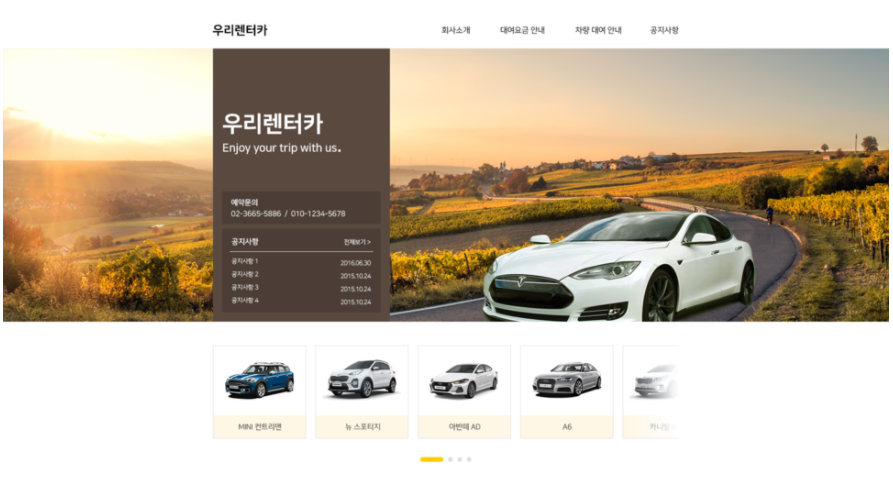 우리렌터카
회사소개 대여요금 안내 차량 대여 안내 공지사항
우리렌터카
Enjoy your trip with us.
예약문의
02-3665-5886 / 010-1234-5678
공지사항 전체보기 >
공지사항 1 2016.06.30
공지사항 2 2015.10.24
공지사항 3 2015.10.24
공지사항 4 2015.10.24
MINI 컨트리맨 뉴 스포티지 아반떼 AD A6 카니발